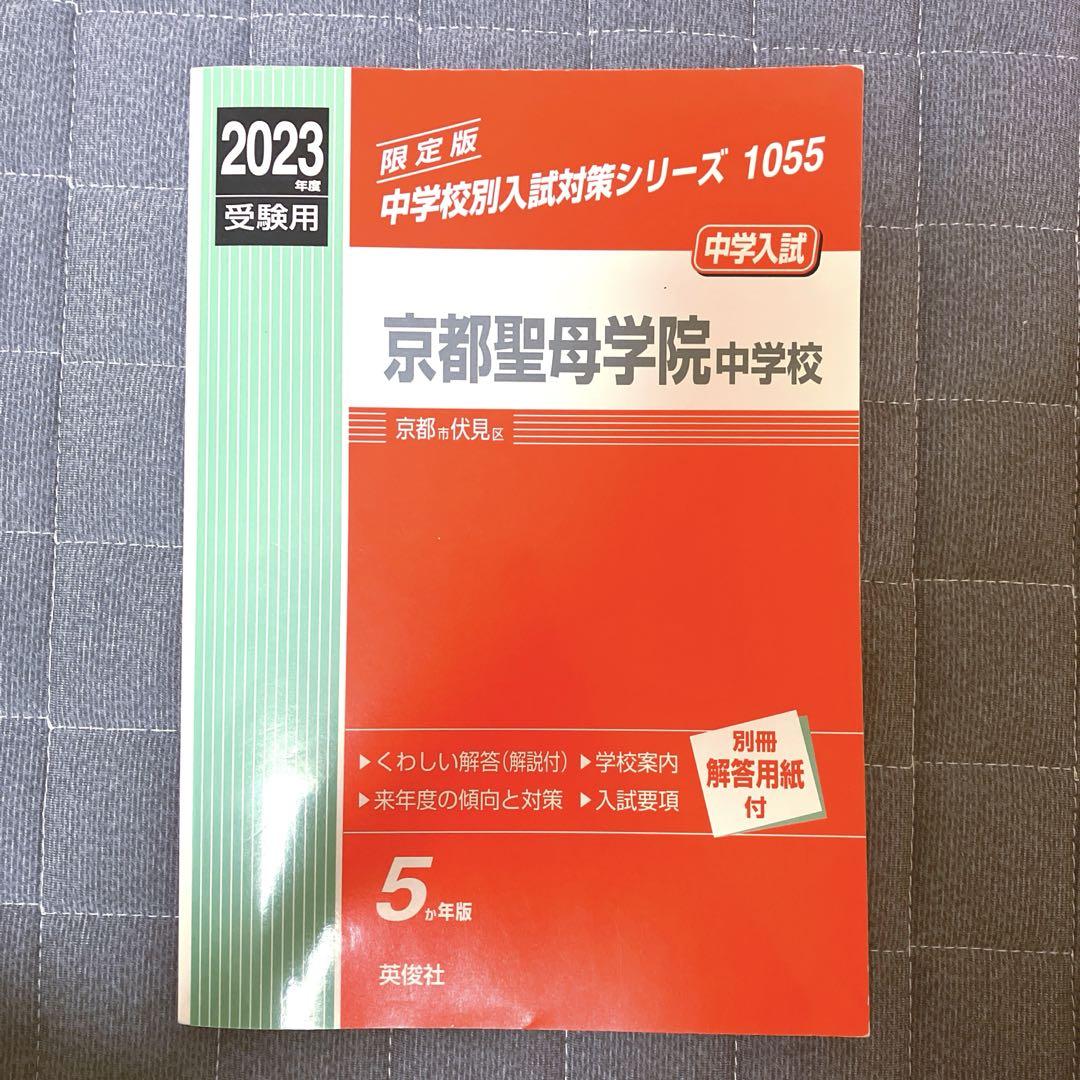 2023
年度
受験用
限定版
中学校別入試対策シリーズ 1055
中学入試
京都聖母学院中学校
京都市伏見区
▶くわしい解答(解説付) ▶学校案内
▶来年度の傾向と対策 ▶入試要項
別冊
解答用紙
付
5か年版
英俊社